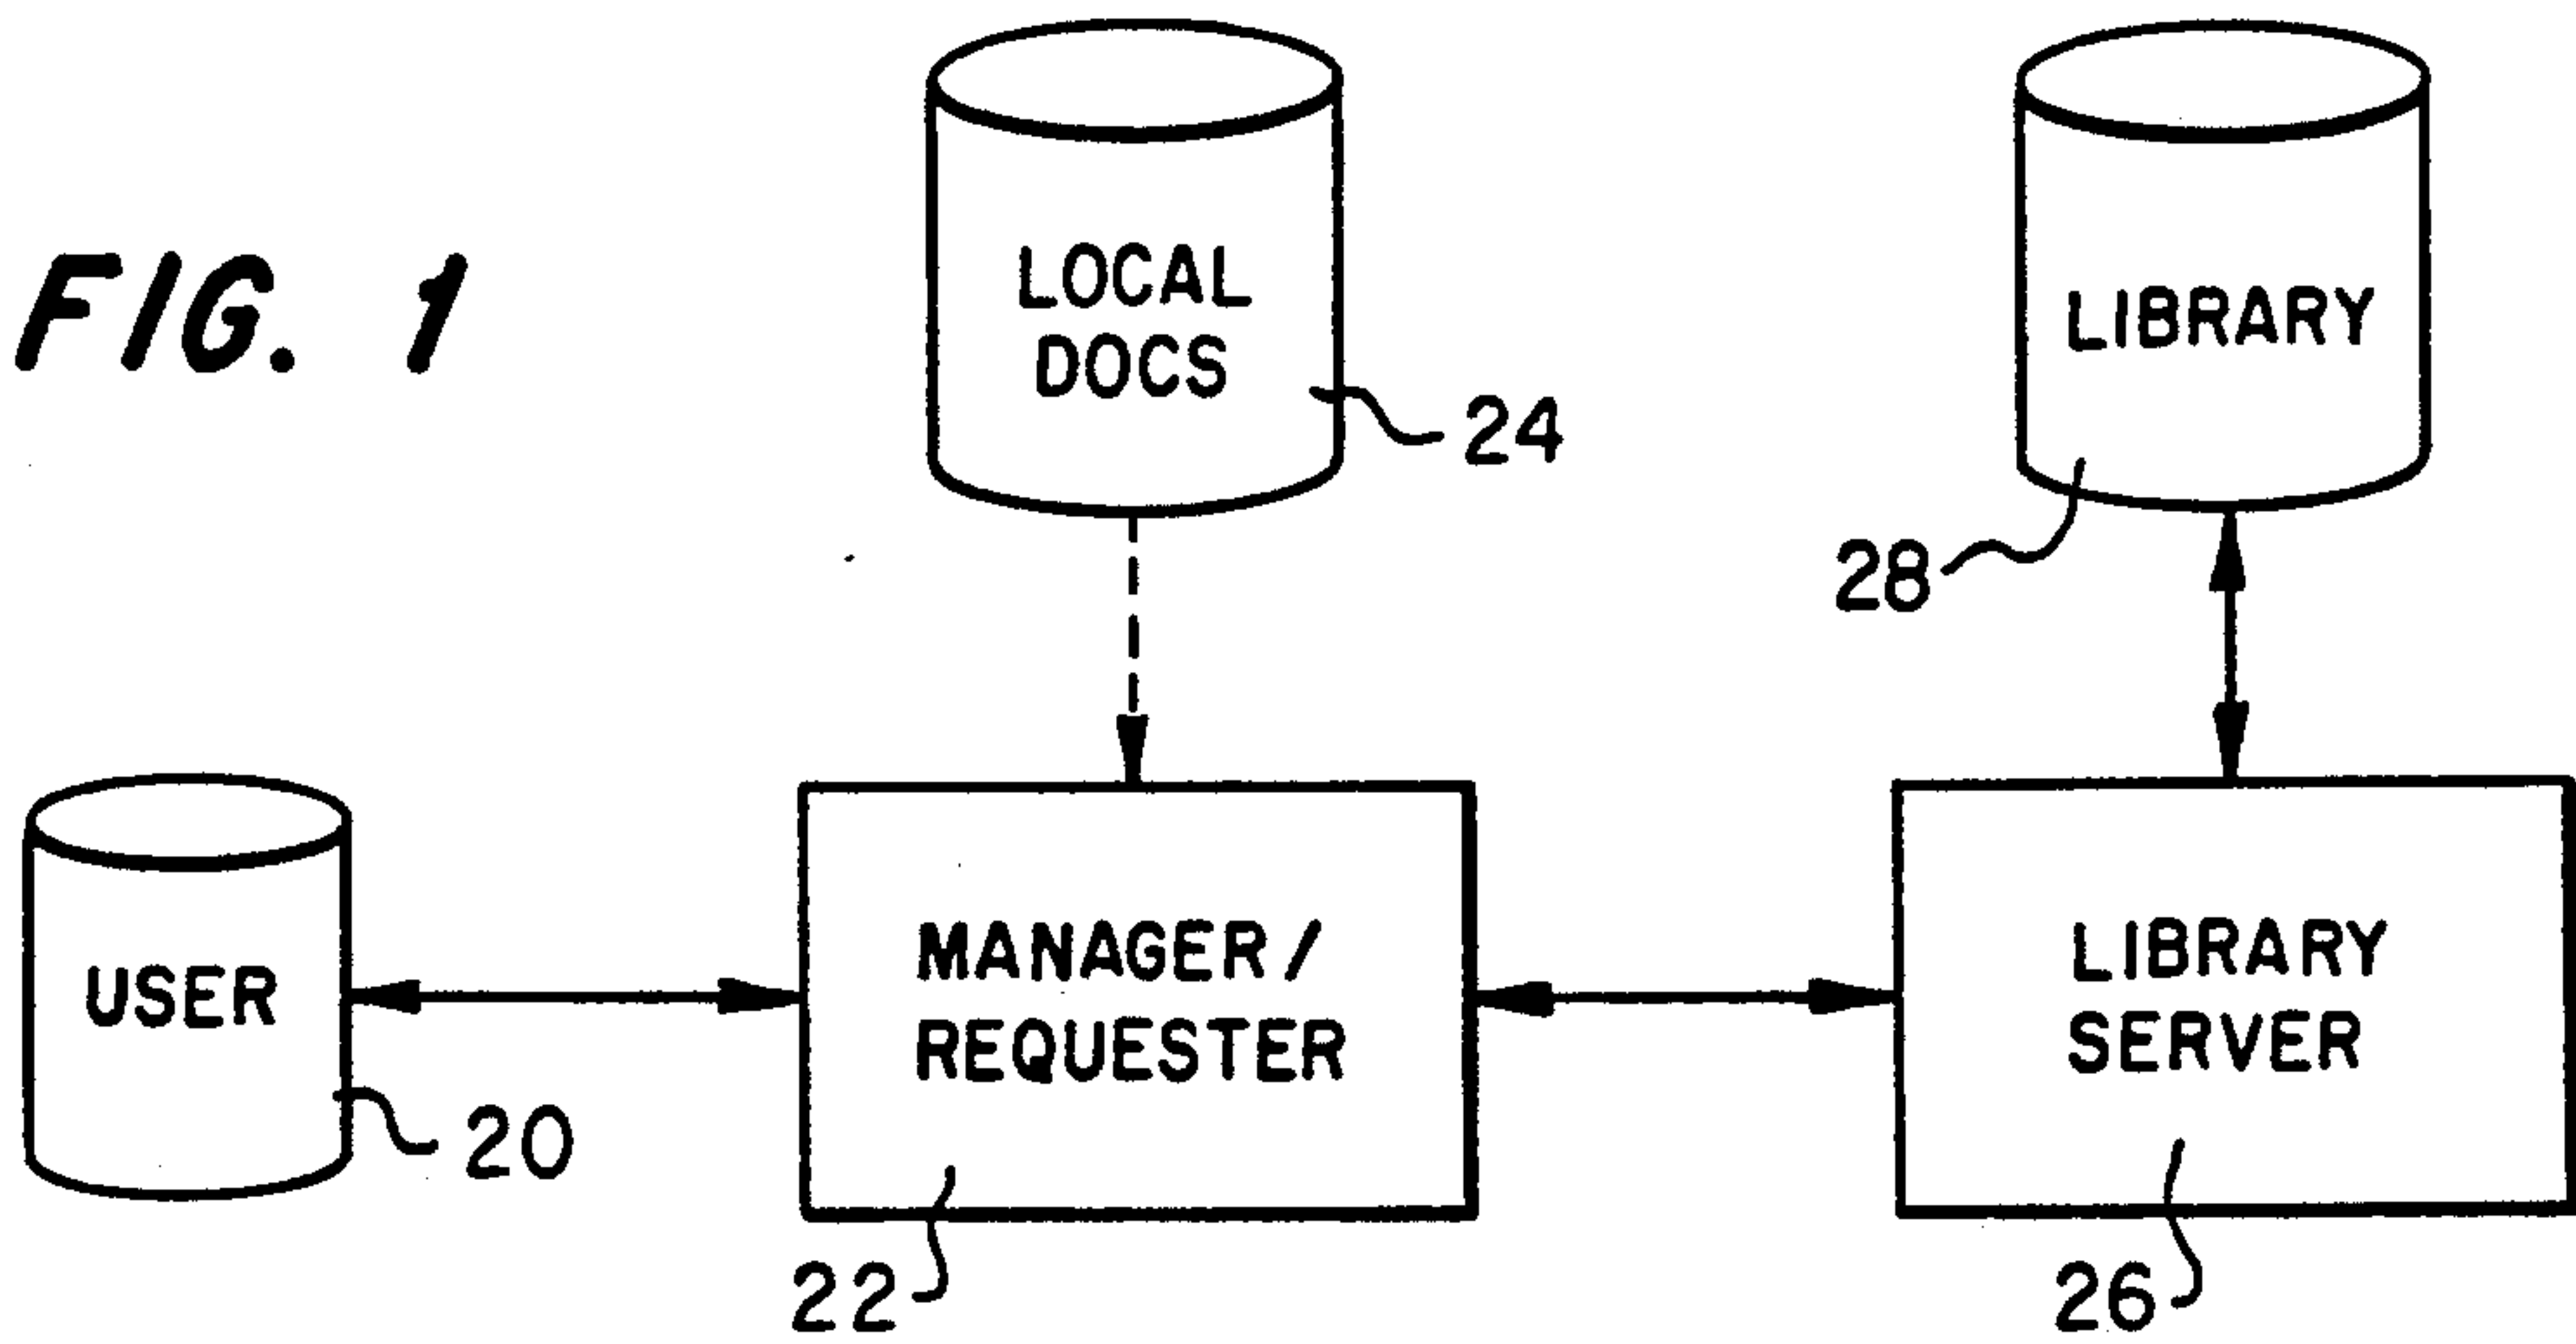 FIG. 1
LOCAL
DOCS
24
LIBRARY
28
USER
20
MANAGER/
REQUESTER
22
LIBRARY
SERVER
26